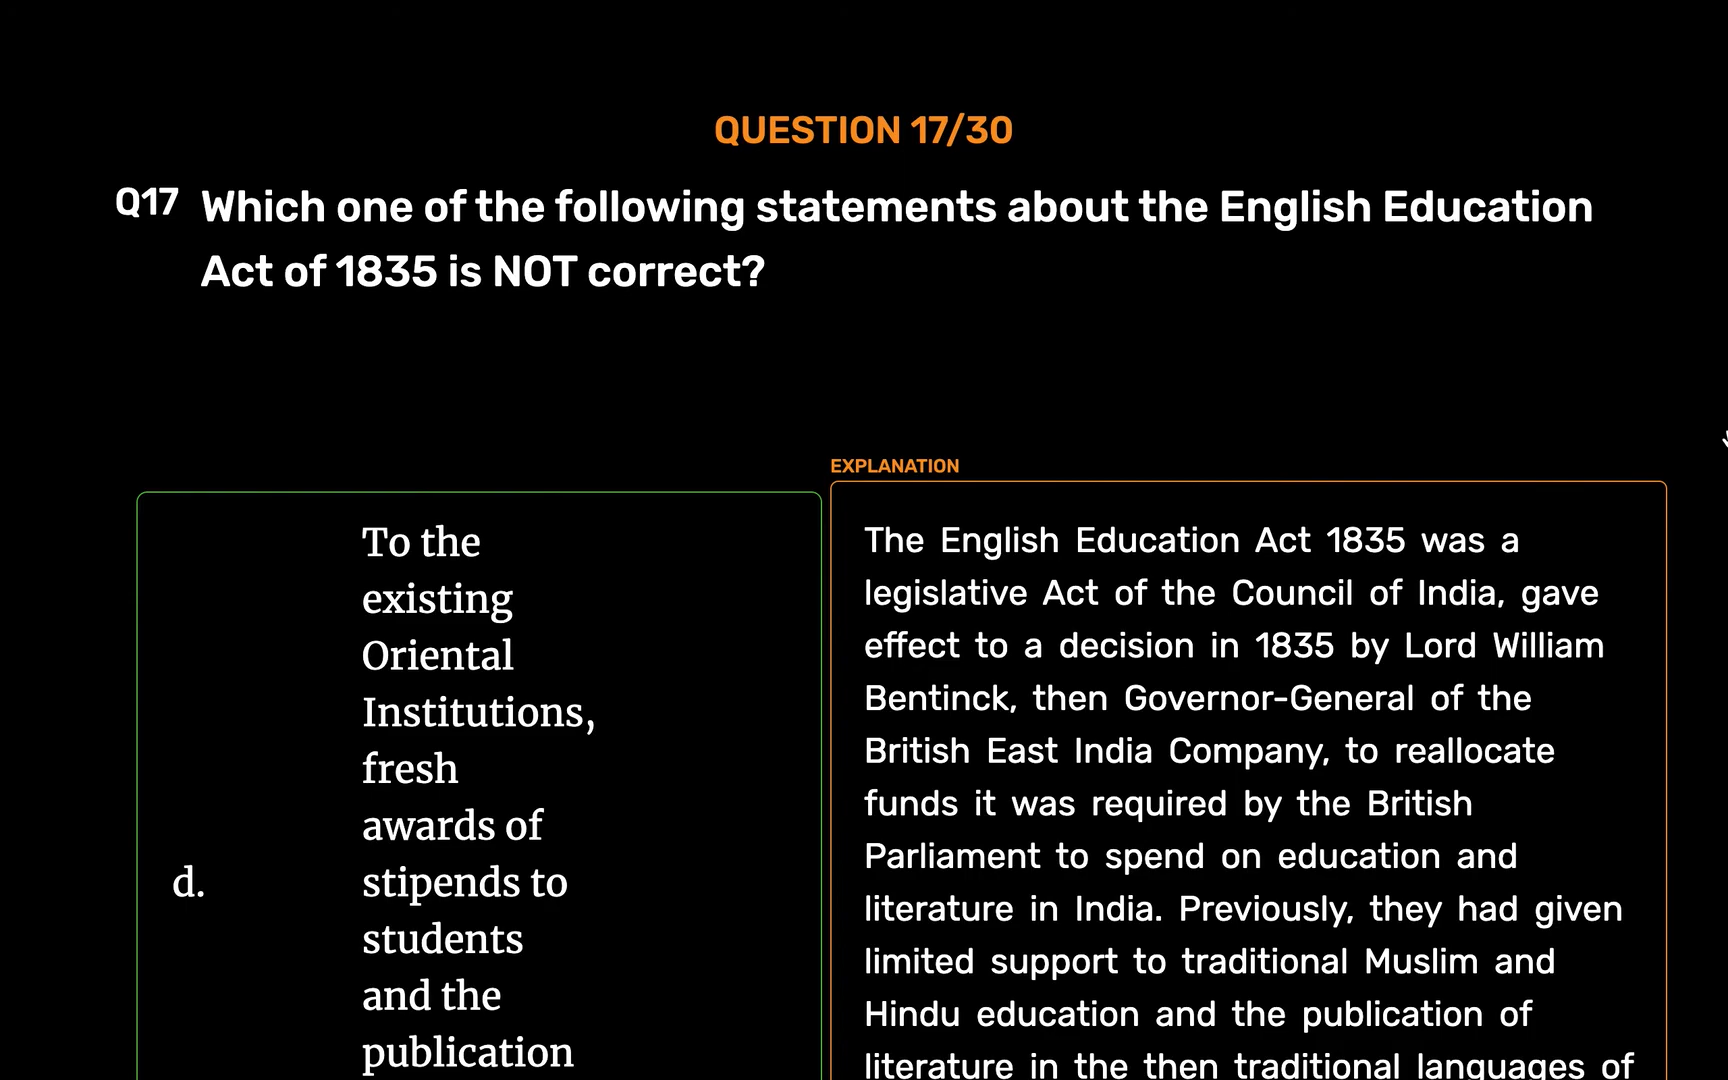 QUESTION 17/30
Q17 Which one of the following statements about the English Education
Act of 1835 is NOT correct?
d.
To the
existing
Oriental
Institutions,
fresh
awards of
stipends to
students
and the
publication
EXPLANATION
The English Education Act 1835 was a
legislative Act of the Council of India, gave
effect to a decision in 1835 by Lord William
Bentinck, then Governor-General of the
British East India Company, to reallocate
funds it was required by the British
Parliament to spend on education and
literature in India. Previously, they had given
limited support to traditional Muslim and
Hindu education and the publication of
literature in the then traditional languages of